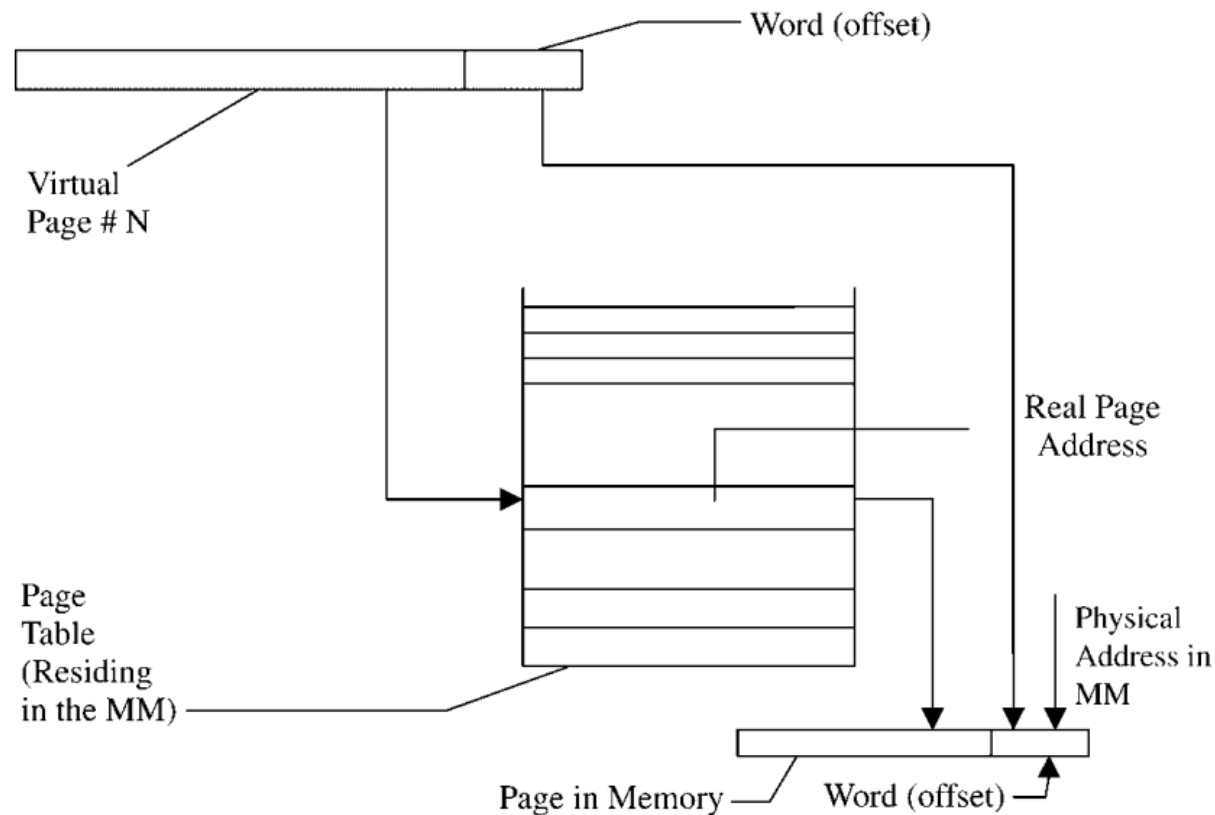 Word (offset)
Virtual
Page # N
Real Page
Address
Page
Table
(Residing
in the MM)
Physical
Address in
MM
Page in Memory
Word (offset)